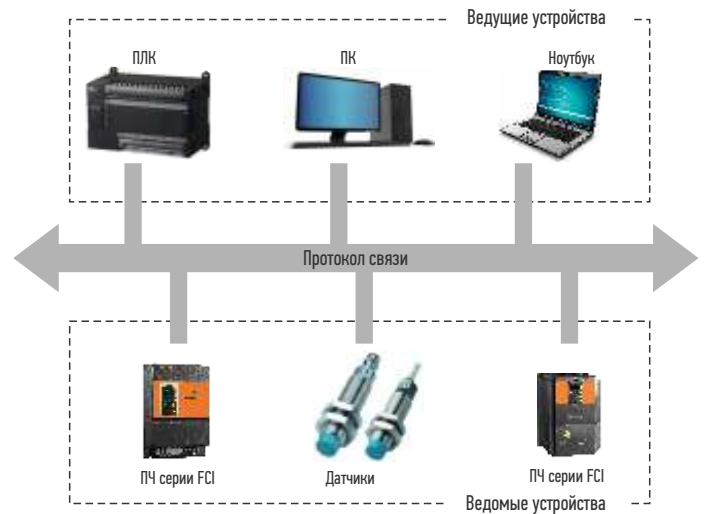 Ведущие устройства
ПЛК
ПК
Ноутбук
Протокол связи
ПЧ серии FCI
Датчики
ПЧ серии FCI
Ведомые устройства